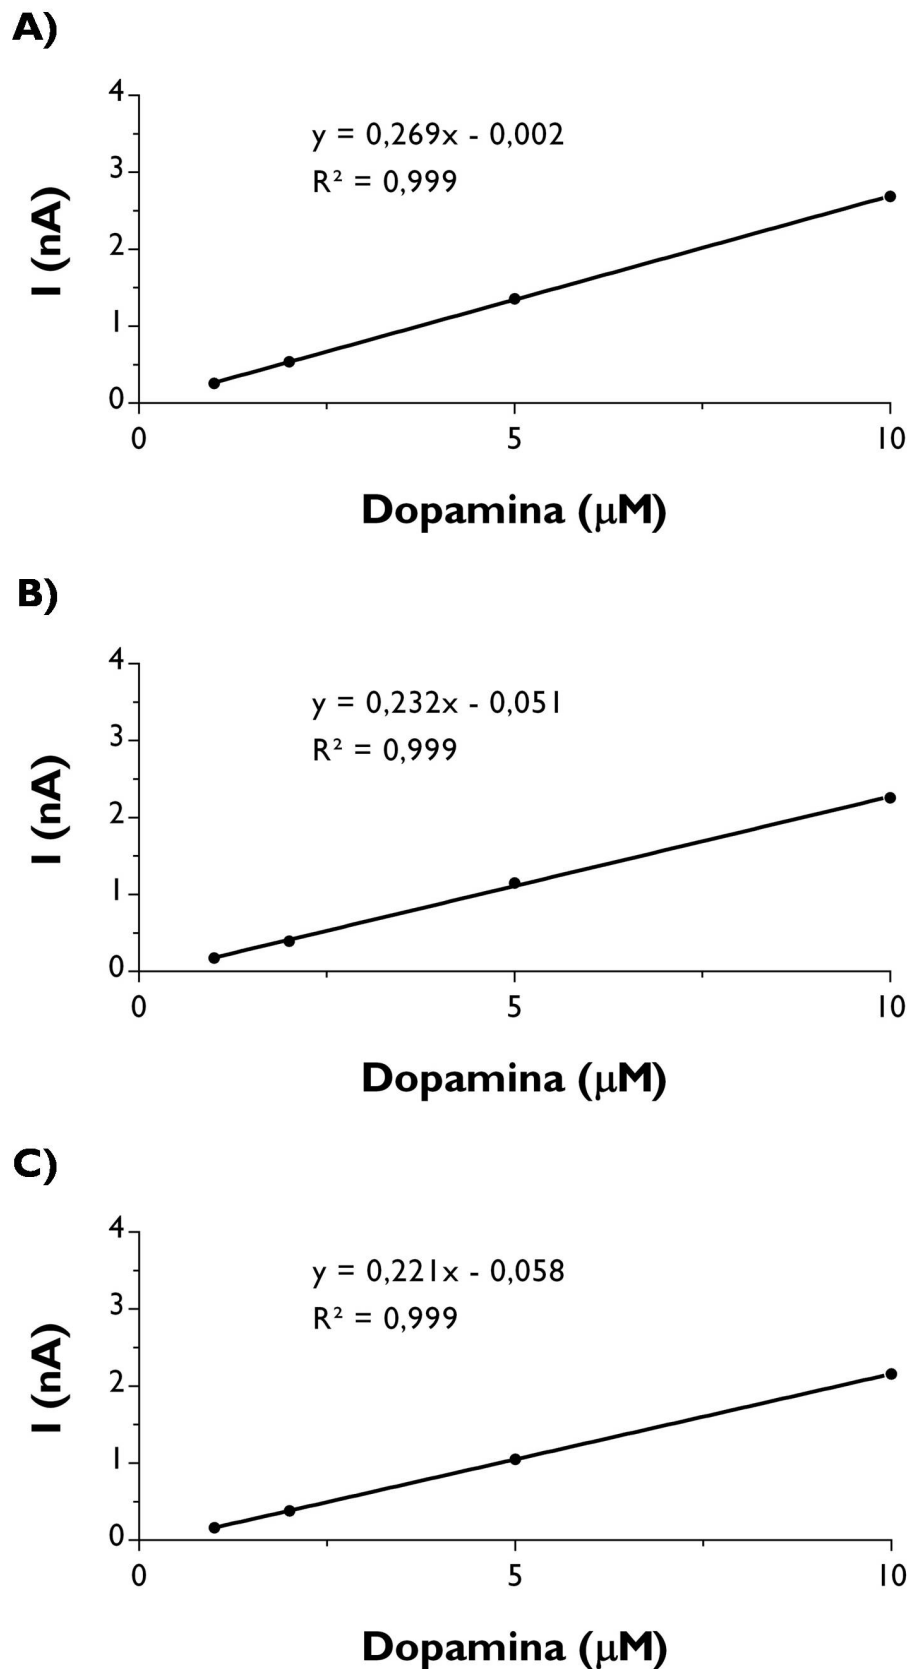 A)
4
y = 0,269x - 0,002
3
R² = 0,999
I (nA)
2
1
0
0 5 10
Dopamina (μM)
B)
4
y = 0,232x - 0,051
3
R² = 0,999
I (nA)
2
1
0
0 5 10
Dopamina (μM)
C)
4
y = 0,221x - 0,058
3
R² = 0,999
I (nA)
2
1
0
0 5 10
Dopamina (μM)